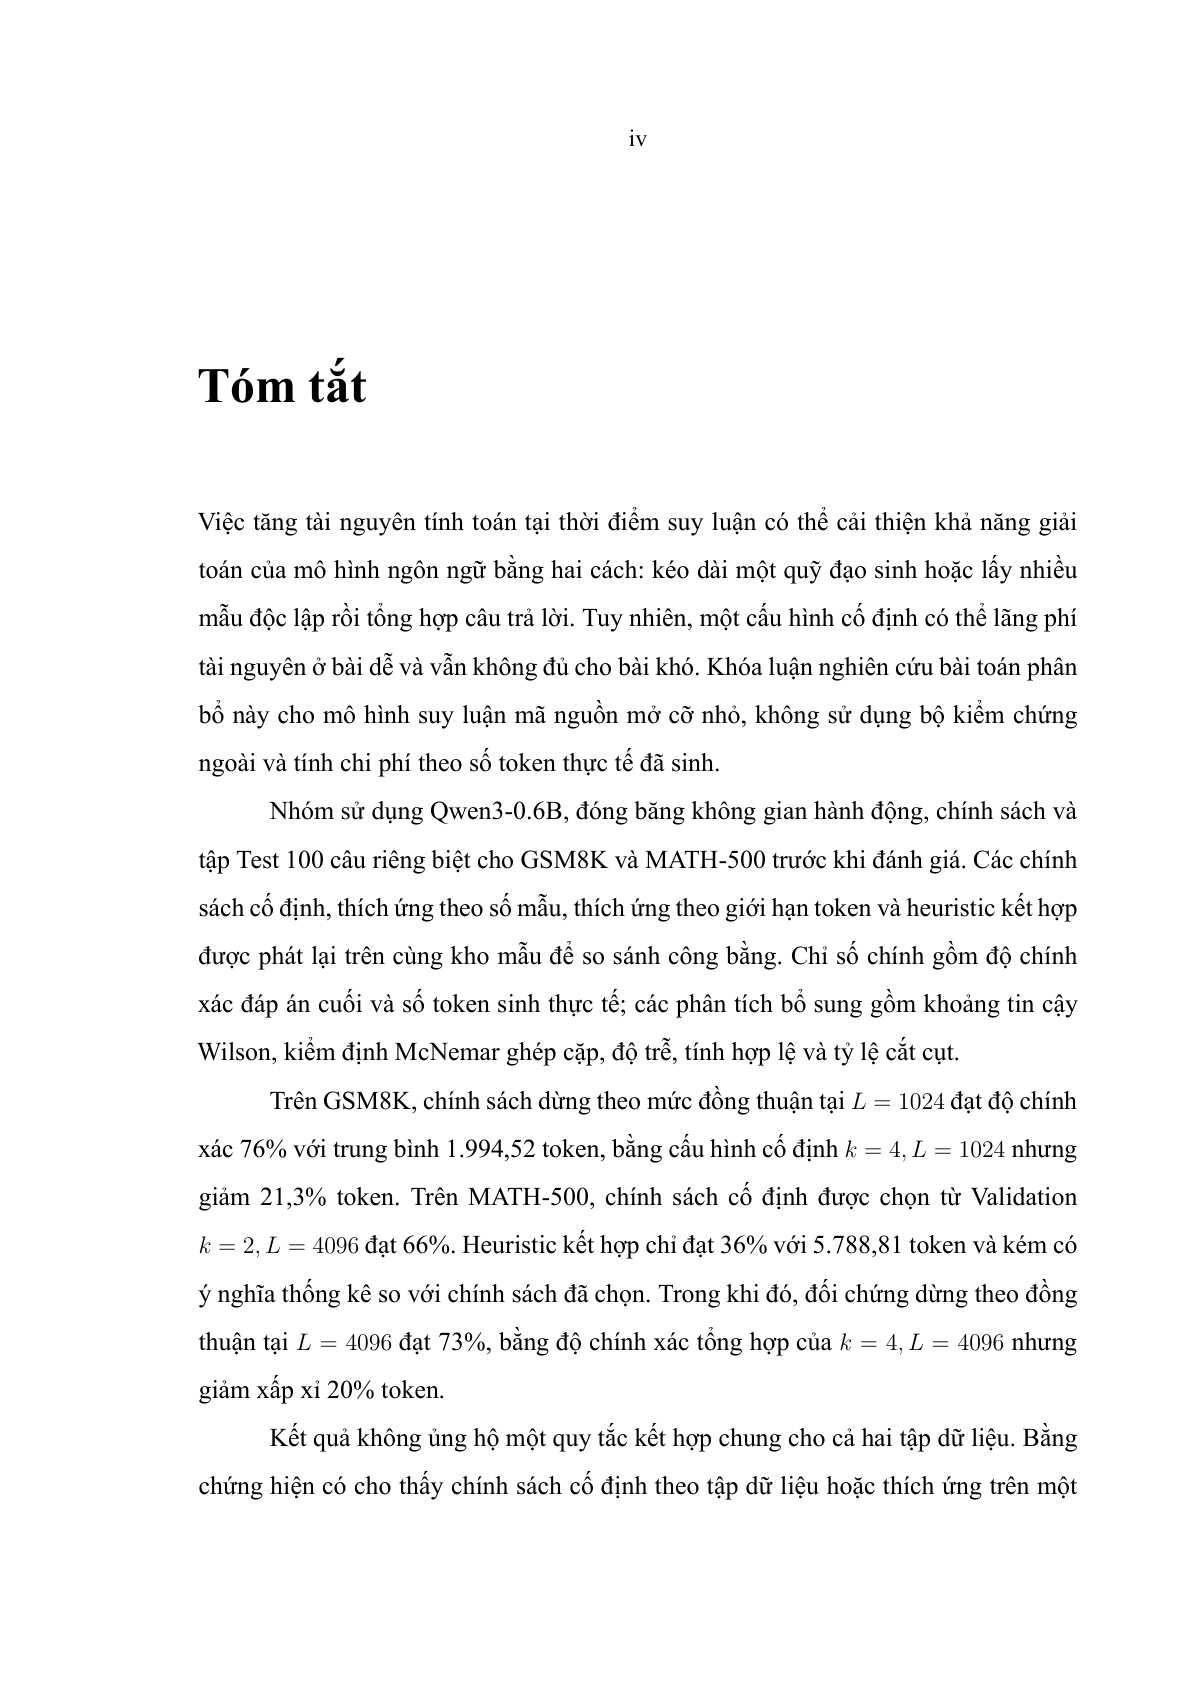 iv
Tóm tắt
Việc tăng tài nguyên tính toán tại thời điểm suy luận có thể cải thiện khả năng giải
toán của mô hình ngôn ngữ bằng hai cách: kéo dài một quỹ đạo sinh hoặc lấy nhiều
mẫu độc lập rồi tổng hợp câu trả lời. Tuy nhiên, một cấu hình cố định có thể lãng phí
tài nguyên ở bài dễ và vẫn không đủ cho bài khó. Khóa luận nghiên cứu bài toán phân
bổ này cho mô hình suy luận mã nguồn mở cỡ nhỏ, không sử dụng bộ kiểm chứng
ngoài và tính chi phí theo số token thực tế đã sinh.
Nhóm sử dụng Qwen3-0.6B, đóng băng không gian hành động, chính sách và
tập Test 100 câu riêng biệt cho GSM8K và MATH-500 trước khi đánh giá. Các chính
sách cố định, thích ứng theo số mẫu, thích ứng theo giới hạn token và heuristic kết hợp
được phát lại trên cùng kho mẫu để so sánh công bằng. Chỉ số chính gồm độ chính
xác đáp án cuối và số token sinh thực tế; các phân tích bổ sung gồm khoảng tin cậy
Wilson, kiểm định McNemar ghép cặp, độ trễ, tính hợp lệ và tỷ lệ cắt cụt.
Trên GSM8K, chính sách dừng theo mức đồng thuận tại L = 1024 đạt độ chính
xác 76% với trung bình 1.994,52 token, bằng cấu hình cố định k = 4, L = 1024 nhưng
giảm 21,3% token. Trên MATH-500, chính sách cố định được chọn từ Validation
k = 2, L = 4096 đạt 66%. Heuristic kết hợp chỉ đạt 36% với 5.788,81 token và kém có
ý nghĩa thống kê so với chính sách đã chọn. Trong khi đó, đối chứng dừng theo đồng
thuận tại L = 4096 đạt 73%, bằng độ chính xác tổng hợp của k = 4, L = 4096 nhưng
giảm xấp xỉ 20% token.
Kết quả không ủng hộ một quy tắc kết hợp chung cho cả hai tập dữ liệu. Bằng
chứng hiện có cho thấy chính sách cố định theo tập dữ liệu hoặc thích ứng trên một